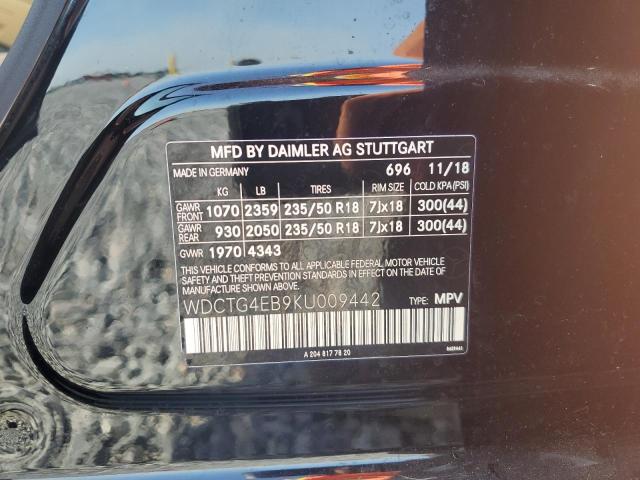 MFD BY DAIMLER AG STUTTGART
MADE IN GERMANY 696 11/18
KG LB TIRES RIM SIZE COLD KPA(PSI)
GAWR FRONT 1070 2359 235/50 R18 7Jx18 300(44)
GAWR REAR 930 2050 235/50 R18 7Jx18 300(44)
GVWR 1970 4343
THIS VEHICLE CONFORMS TO ALL APPLICABLE FEDERAL MOTOR VEHICLE
SAFETY AND THEFT PREVENTION STANDARDS IN EFFECT ON THE DATE
OF MANUFACTURE SHOWN ABOVE.
WDCTG4EB9KU009442 TYPE: MPV
A 204 817 78 20